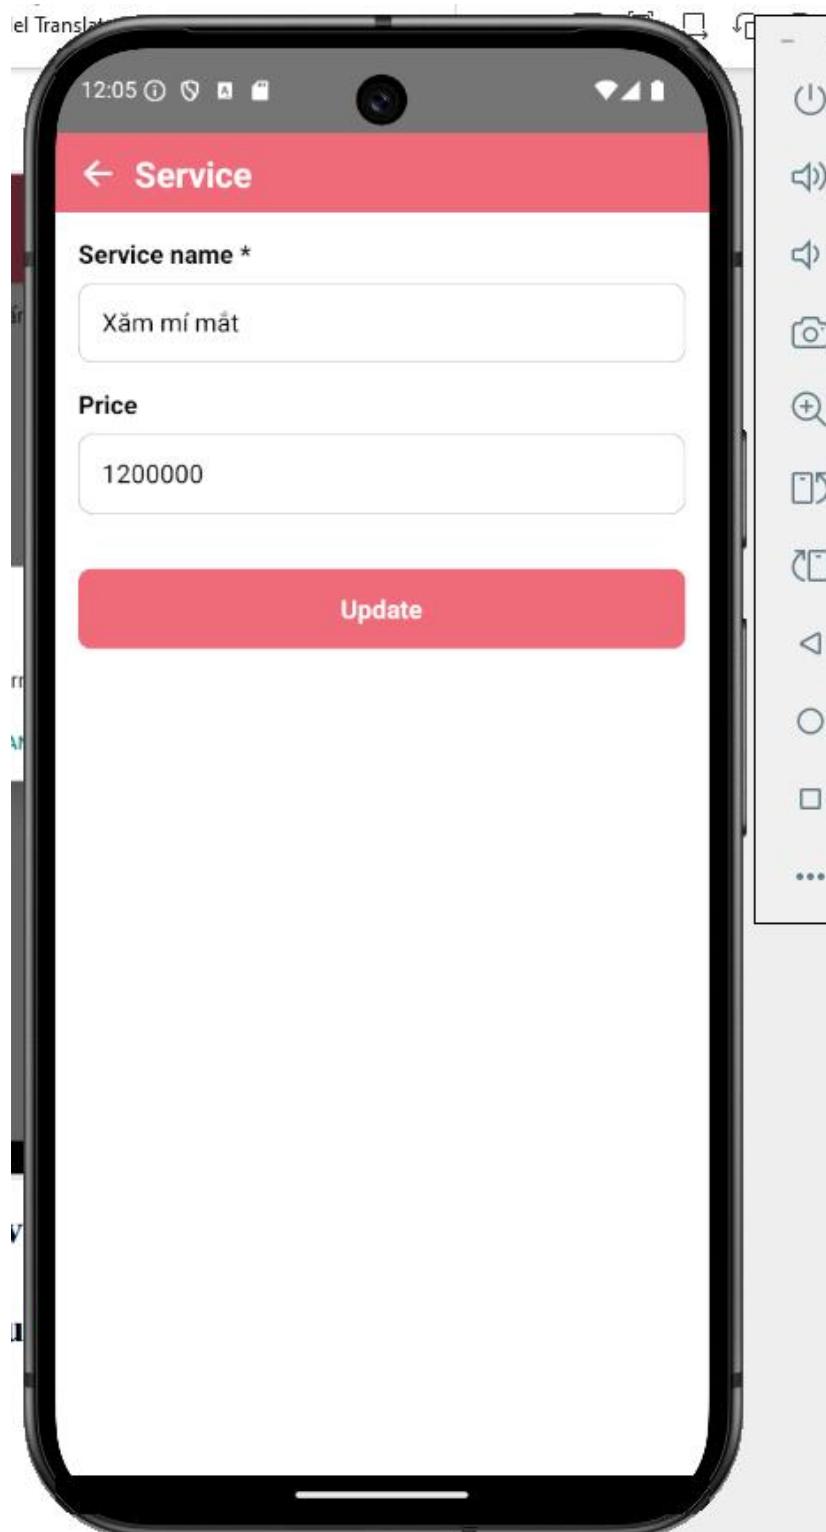 12:05
Service
Service name *
Xăm mí mắt
Price
1200000
Update